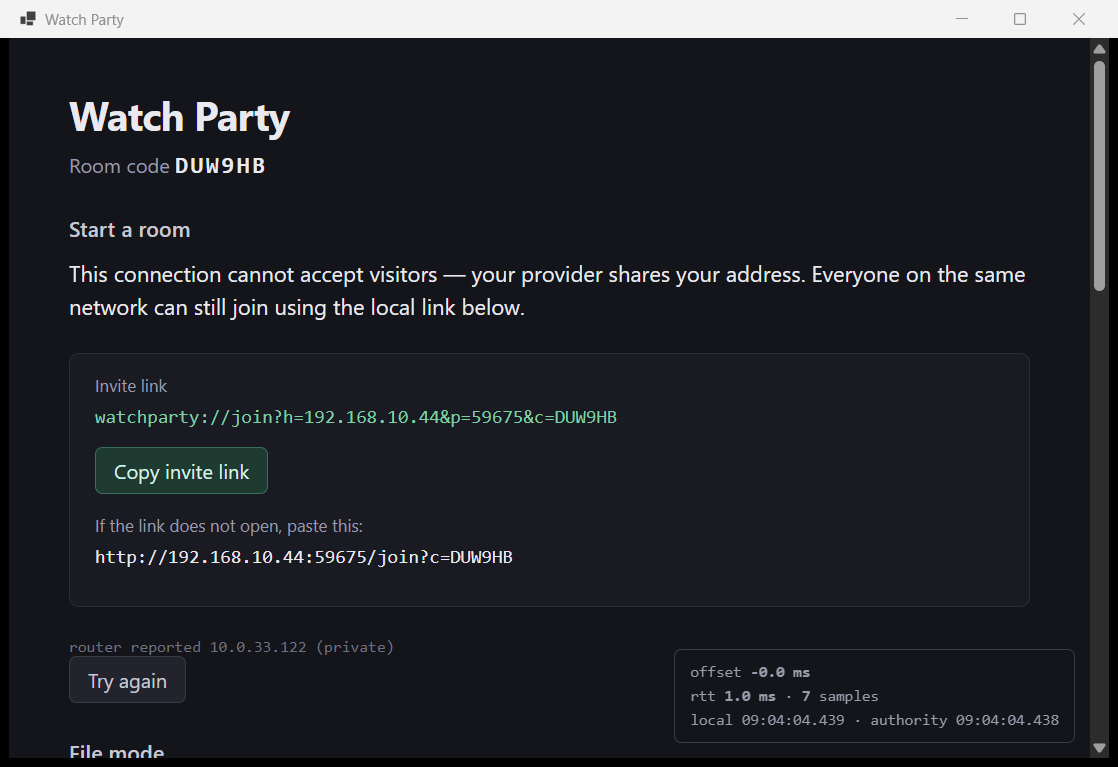 Watch Party
Watch Party
Room code DUW9HB
Start a room
This connection cannot accept visitors — your provider shares your address. Everyone on the same
network can still join using the local link below.
Invite link
watchparty://join?h=192.168.10.44&p=59675&c=DUW9HB
Copy invite link
If the link does not open, paste this:
http://192.168.10.44:59675/join?c=DUW9HB
router reported 10.0.33.122 (private)
Try again
offset -0.0 ms
rtt 1.0 ms · 7 samples
local 09:04:04.439 · authority 09:04:04.438
File mode